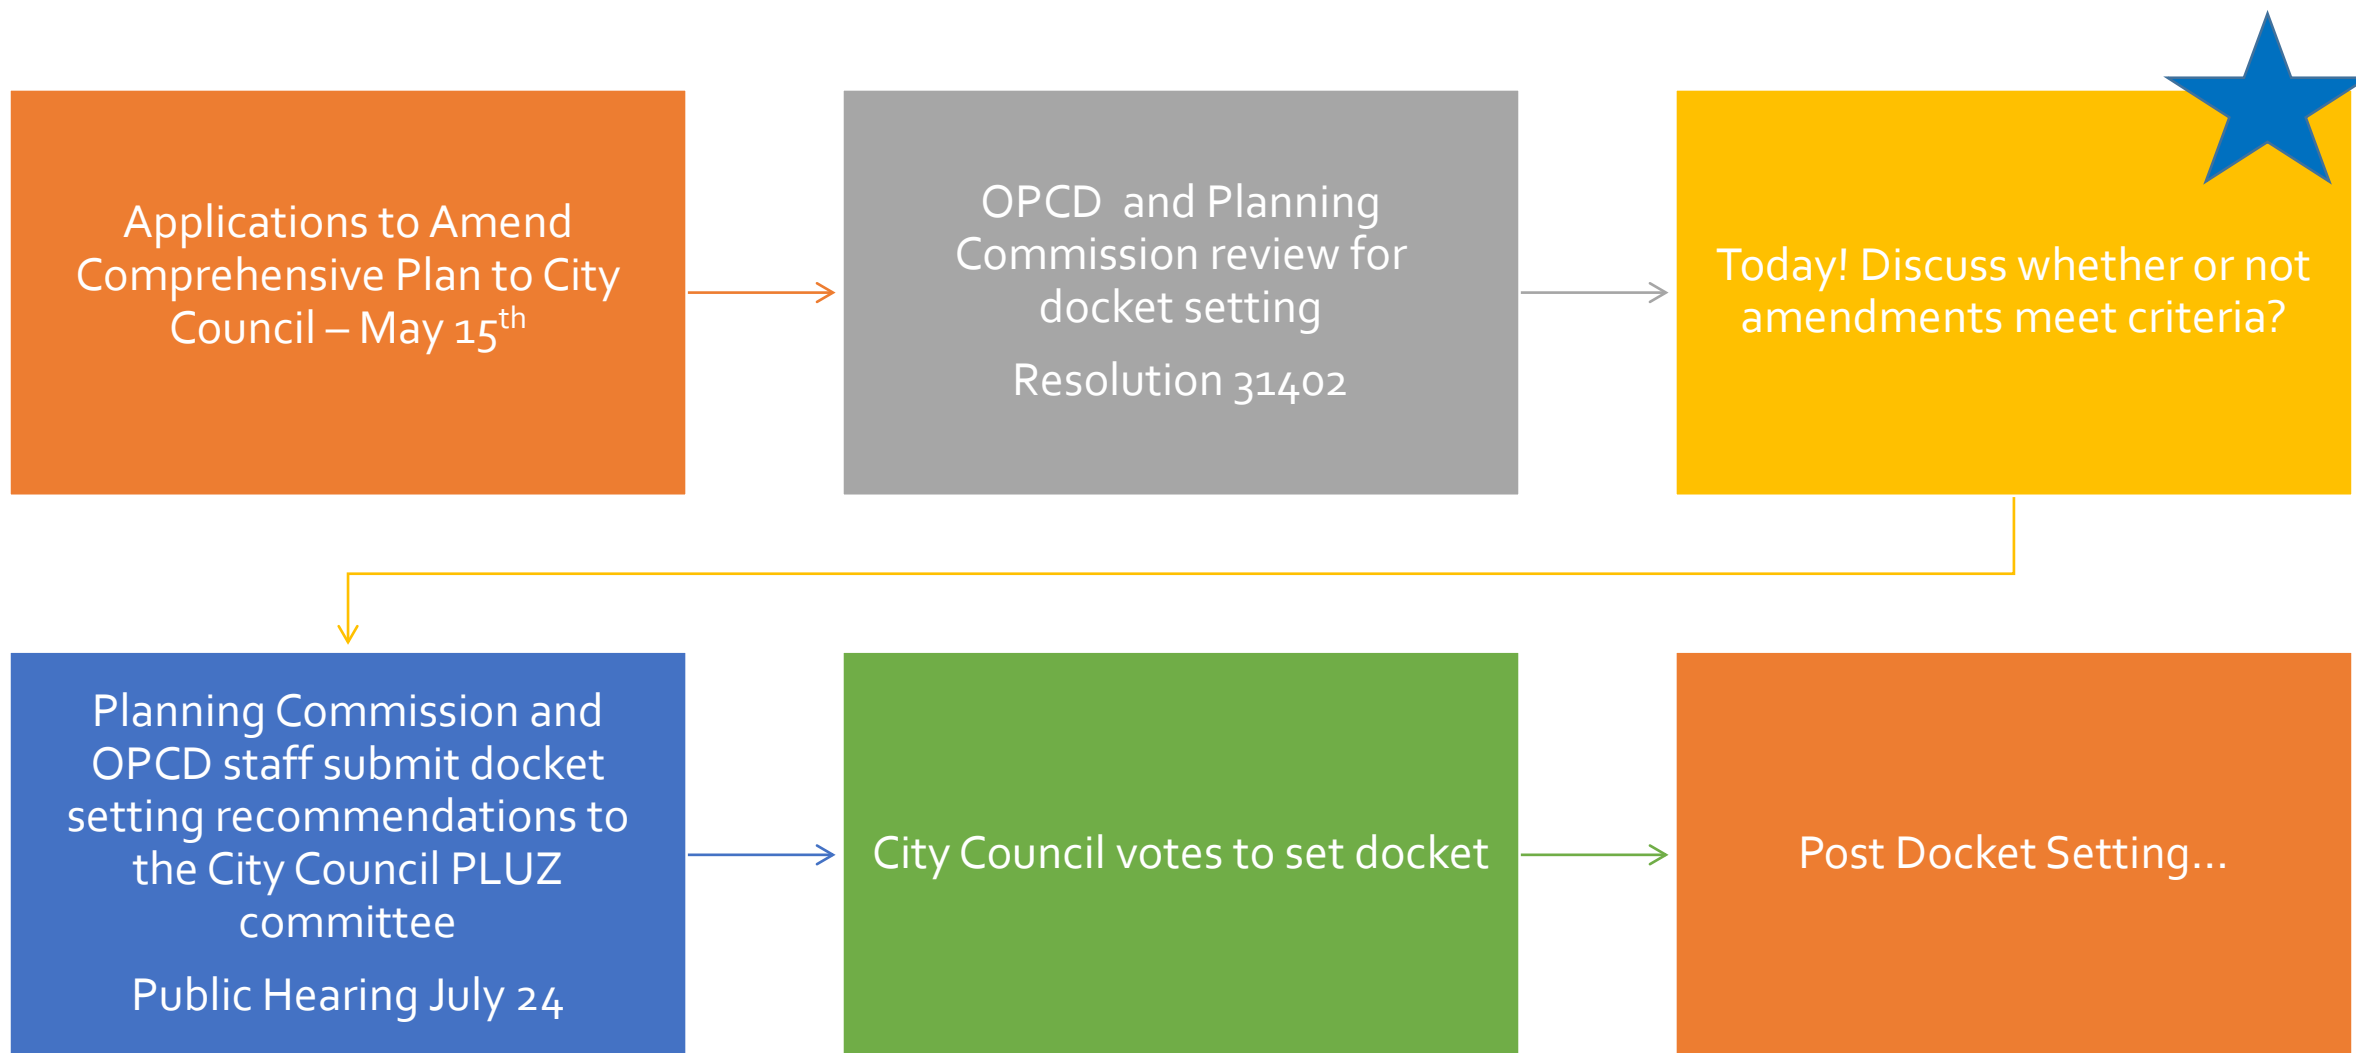 Applications to Amend
Comprehensive Plan to City
Council – May 15th
OPCD and Planning
Commission review for
docket setting
Resolution 31402
Today! Discuss whether or not
amendments meet criteria?
Planning Commission and
OPCD staff submit docket
setting recommendations to
the City Council PLUZ
committee
Public Hearing July 24
City Council votes to set docket
Post Docket Setting...